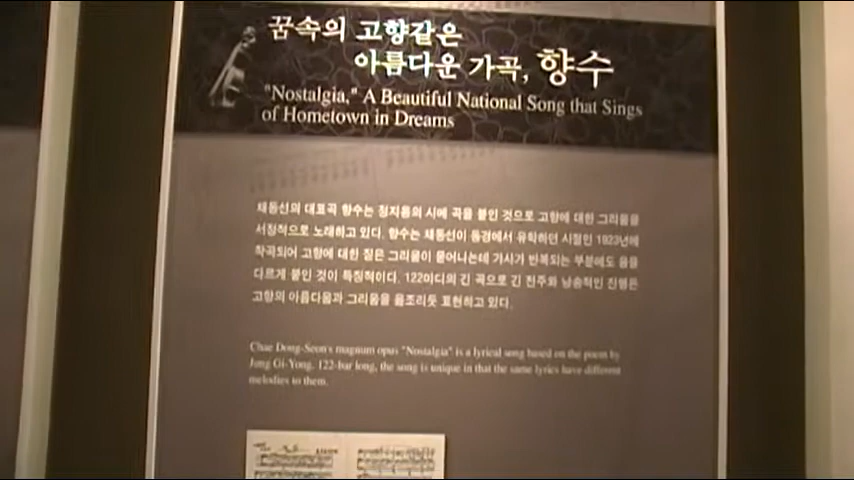 꿈속의 고향같은
아름다운 가곡, 향수
"Nostalgia," A Beautiful National Song that Sings
of Hometown in Dreams
채동선의 대표곡 향수는 정지용의 시에 곡을 붙인 것으로 고향에 대한 그리움을
서정적으로 노래하고 있다. 향수는 채동선이 동경에서 유학하던 시절인 1923년에
작곡되어 고향에 대한 짙은 그리움이 묻어나는데 가사가 반복되는 부분에도 음을
다르게 붙인 것이 특징적이다. 122마디의 긴 곡으로 긴 전주와 낭송적인 진행은
고향의 아름다움과 그리움을 읊조리듯 표현하고 있다.
Chae Dong-Seon's magnum opus "Nostalgia" is a lyrical song based on the poem by
Jung Gi-Yong. 122-bar long, the song is unique in that the same lyrics have different
melodies to them.